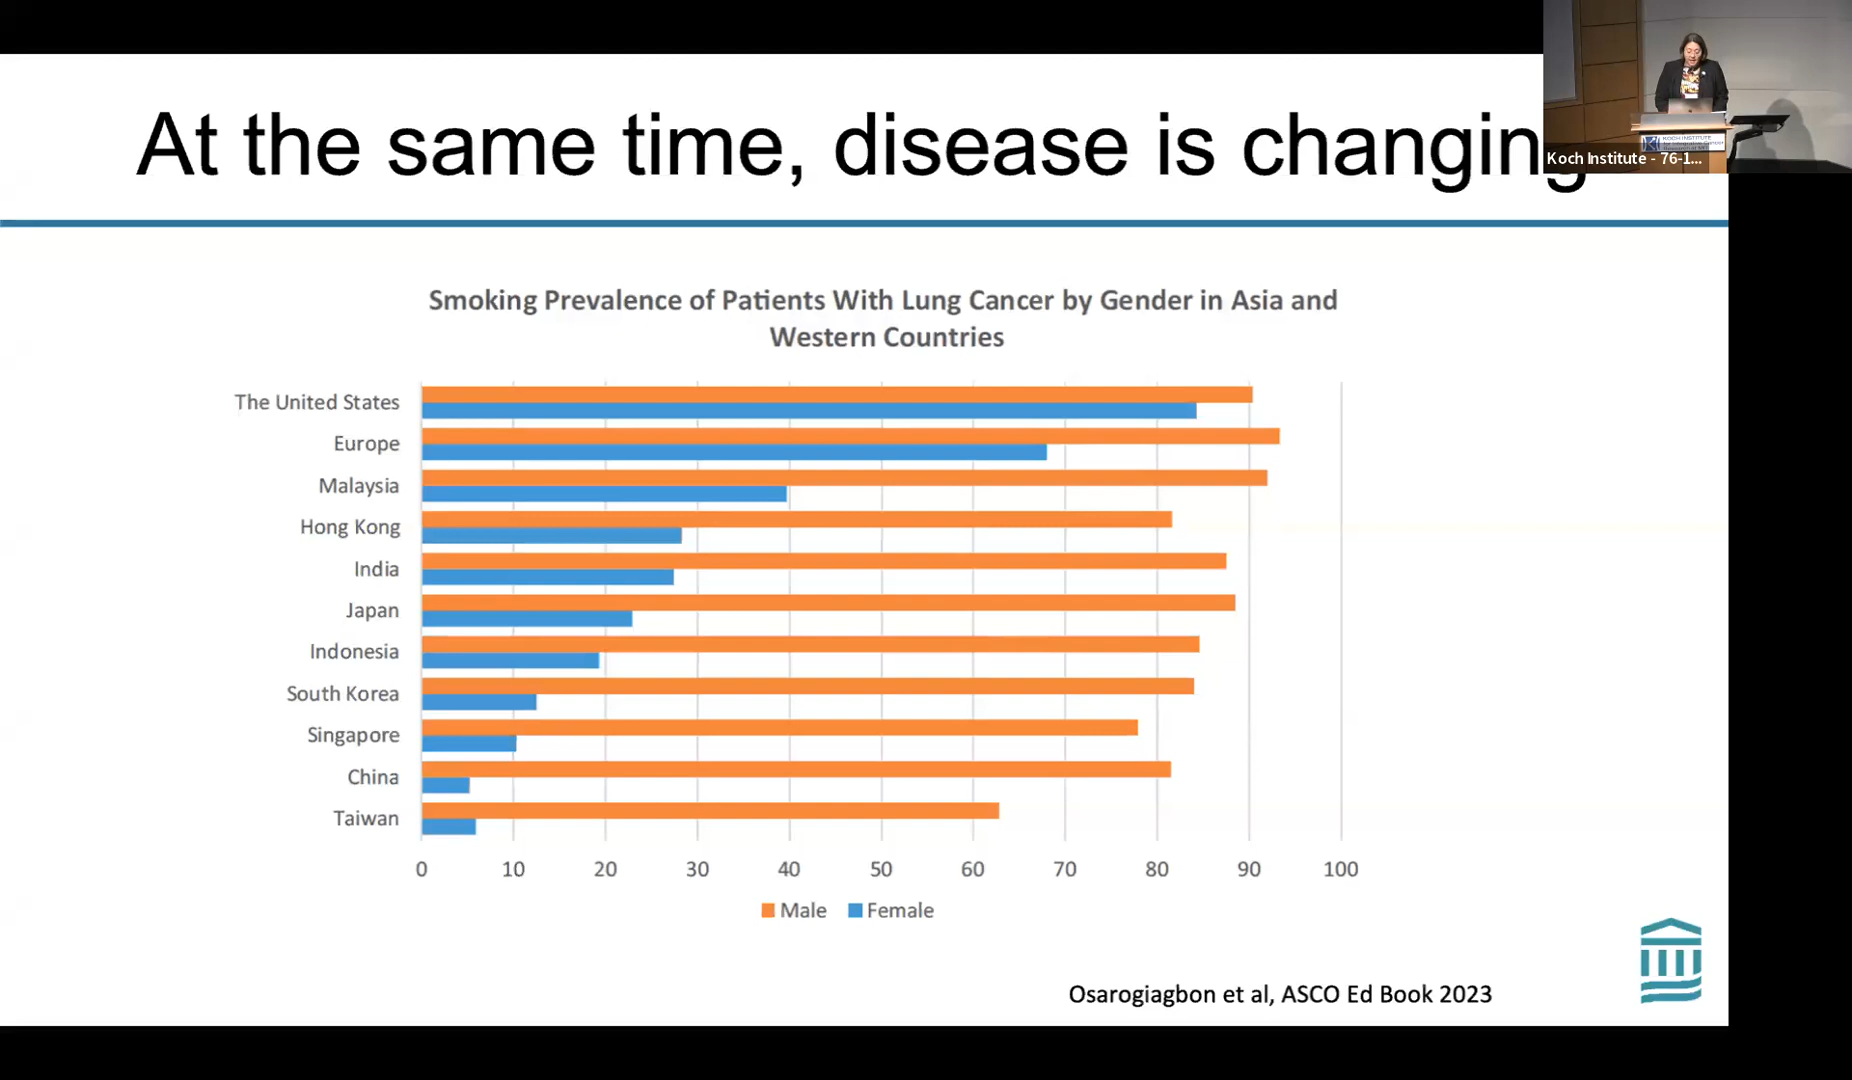 At the same time, disease is changing
Koch Institute - 76-1...
KOCH INSTITUTE
Smoking Prevalence of Patients With Lung Cancer by Gender in Asia and
Western Countries
The United States
Europe
Malaysia
Hong Kong
India
Japan
Indonesia
South Korea
Singapore
China
Taiwan
0 10 20 30 40 50 60 70 80 90 100
Male Female
Osarogiagbon et al, ASCO Ed Book 2023